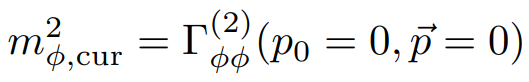 $m^2_{\phi,\mathrm{cur}} = \Gamma^{(2)}_{\phi\phi}(p_0 = 0, \vec{p} = 0)$